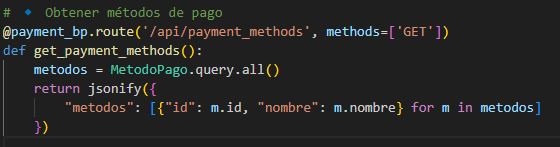 # 🔹 Obtener métodos de pago
@payment_bp.route('/api/payment_methods', methods=['GET'])
def get_payment_methods():
    metodos = MetodoPago.query.all()
    return jsonify({
        "metodos": [{"id": m.id, "nombre": m.nombre} for m in metodos]
    })